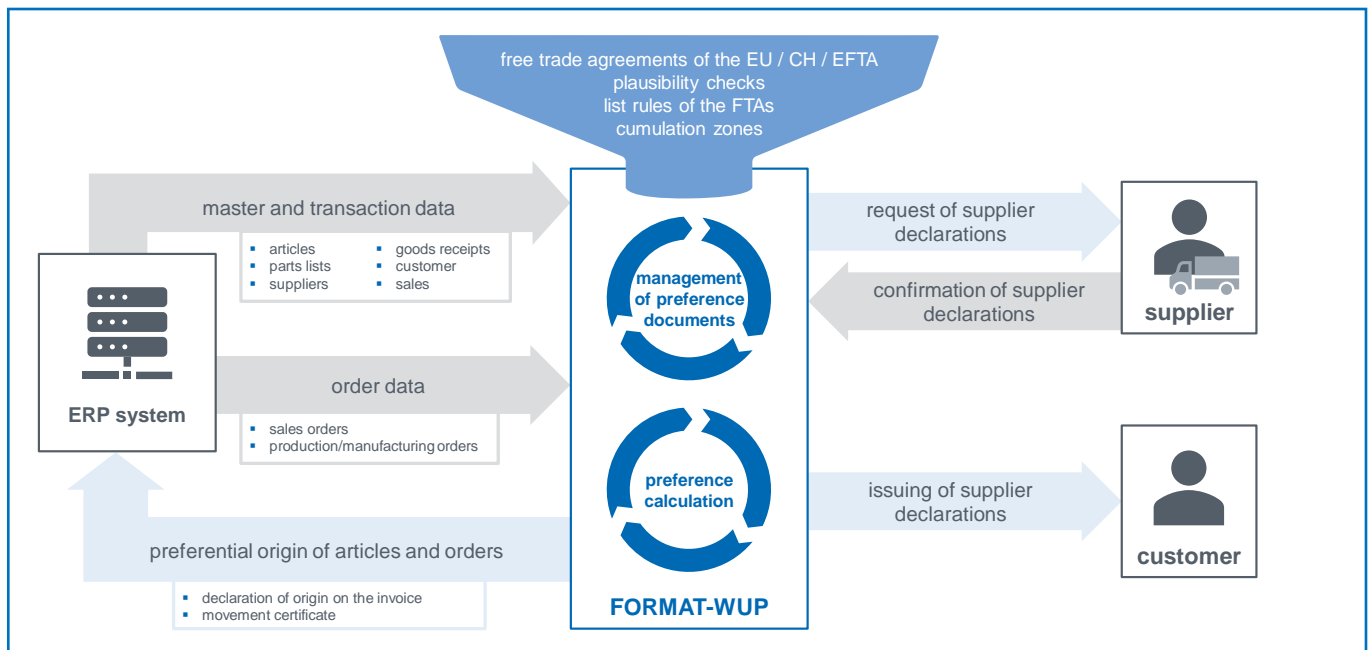 free trade agreements of the EU / CH / EFTA
plausibility checks
list rules of the FTAs
cumulation zones
master and transaction data
▪ articles
▪ parts lists
▪ suppliers
▪ goods receipts
▪ customer
▪ sales
ERP system
order data
▪ sales orders
▪ production/manufacturing orders
preferential origin of articles and orders
▪ declaration of origin on the invoice
▪ movement certificate
management
of preference
documents
preference
calculation
FORMAT-WUP
request of supplier
declarations
confirmation of supplier
declarations
supplier
issuing of supplier
declarations
customer